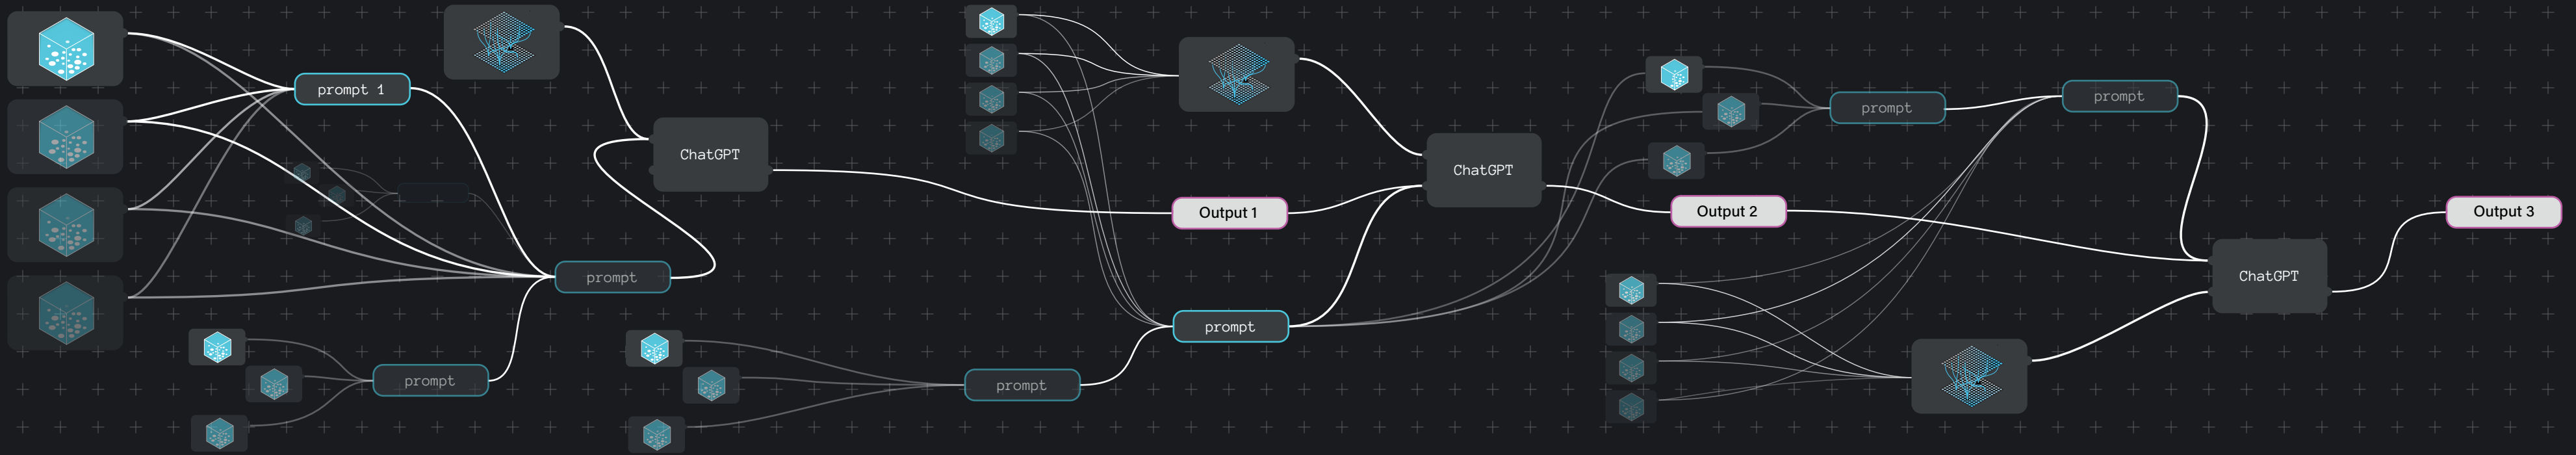 prompt 1
prompt
prompt
ChatGPT
prompt
Output 1
prompt
ChatGPT
Output 2
prompt
prompt
ChatGPT
Output 3